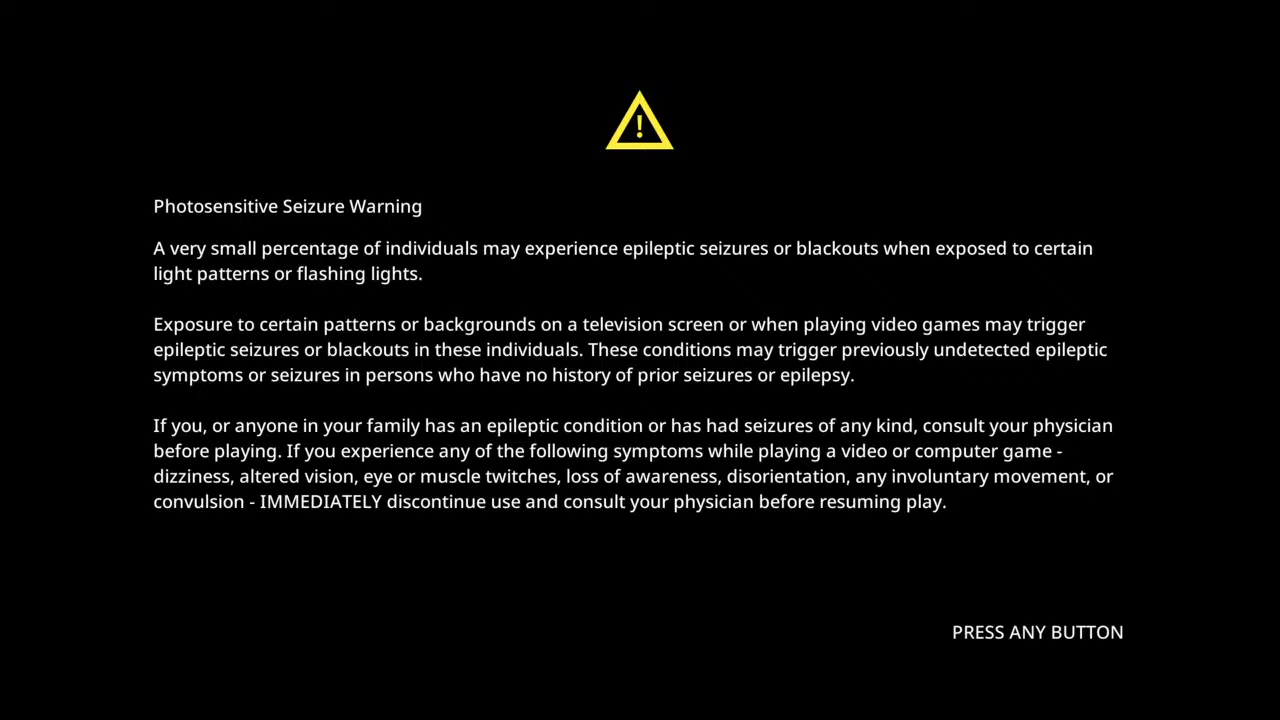 !
Photosensitive Seizure Warning
A very small percentage of individuals may experience epileptic seizures or blackouts when exposed to certain
light patterns or flashing lights.
Exposure to certain patterns or backgrounds on a television screen or when playing video games may trigger
epileptic seizures or blackouts in these individuals. These conditions may trigger previously undetected epileptic
symptoms or seizures in persons who have no history of prior seizures or epilepsy.
If you, or anyone in your family has an epileptic condition or has had seizures of any kind, consult your physician
before playing. If you experience any of the following symptoms while playing a video or computer game -
dizziness, altered vision, eye or muscle twitches, loss of awareness, disorientation, any involuntary movement, or
convulsion - IMMEDIATELY discontinue use and consult your physician before resuming play.
PRESS ANY BUTTON